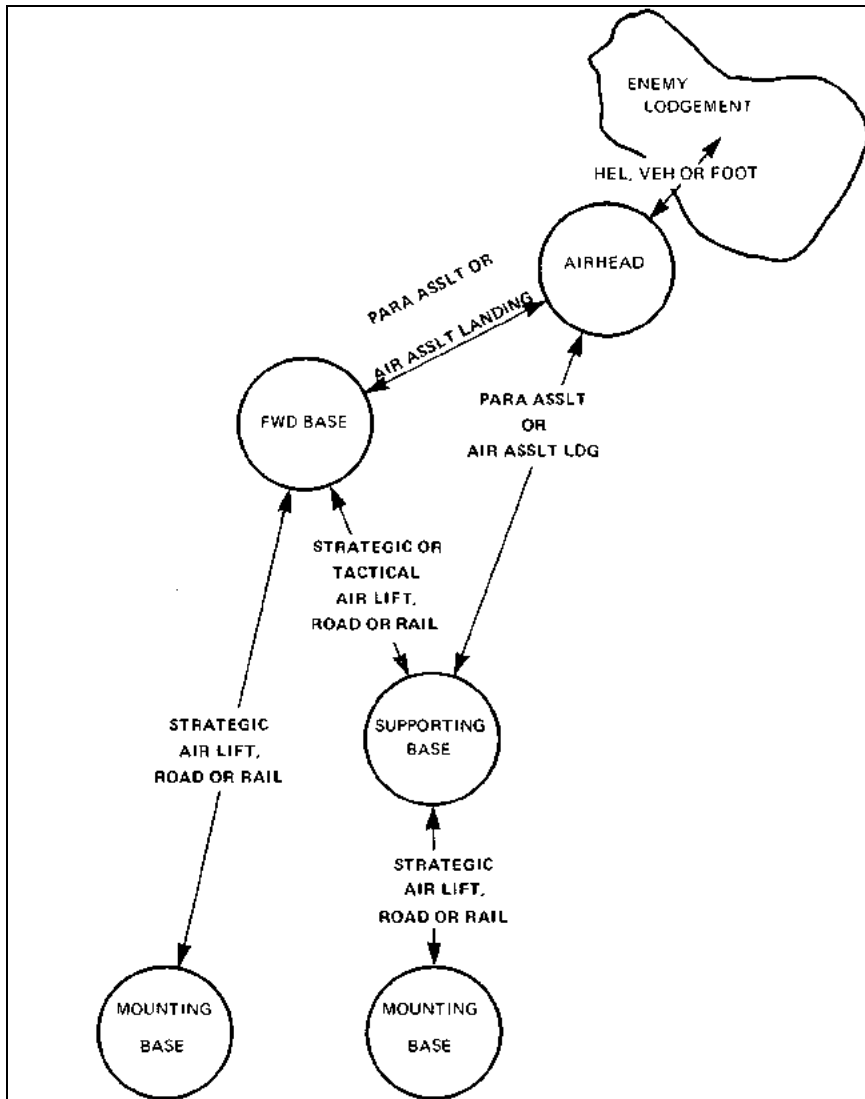 ENEMY
LODGEMENT
HEL, VEH OR FOOT
AIRHEAD
PARA ASSLT OR
AIR ASSLT LANDING
PARA ASSLT
OR
AIR ASSLT LDG
FWD BASE
STRATEGIC OR
TACTICAL
AIR LIFT,
ROAD OR RAIL
SUPPORTING
BASE
STRATEGIC
AIR LIFT,
ROAD OR RAIL
STRATEGIC
AIR LIFT,
ROAD OR RAIL
MOUNTING
BASE
MOUNTING
BASE